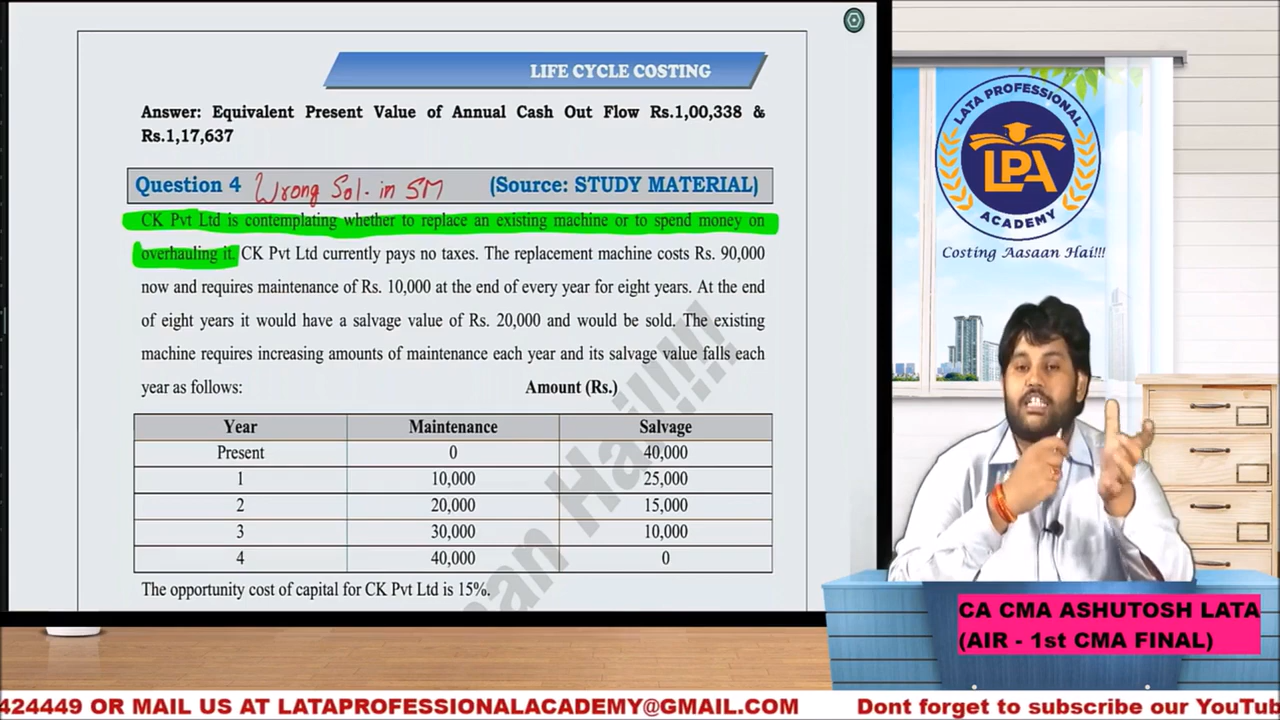 LIFE CYCLE COSTING
Answer: Equivalent Present Value of Annual Cash Out Flow Rs.1,00,338 &
Rs.1,17,637
Question 4 Wrong Sol. in SM (Source: STUDY MATERIAL)
CK Pvt Ltd is contemplating whether to replace an existing machine or to spend money on
overhauling it. CK Pvt Ltd currently pays no taxes. The replacement machine costs Rs. 90,000
now and requires maintenance of Rs. 10,000 at the end of every year for eight years. At the end
of eight years it would have a salvage value of Rs. 20,000 and would be sold. The existing
machine requires increasing amounts of maintenance each year and its salvage value falls each
year as follows: Amount (Rs.)
Year Maintenance Salvage
Present 0 40,000
1 10,000 25,000
2 20,000 15,000
3 30,000 10,000
4 40,000 0
The opportunity cost of capital for CK Pvt Ltd is 15%.
LATA PROFESSIONAL
LPA
ACADEMY
Costing Aasaan Hai!!!
CA CMA ASHUTOSH LATA
(AIR - 1st CMA FINAL)
424449 OR MAIL US AT LATAPROFESSIONALACADEMY@GMAIL.COM Dont forget to subscribe our YouTub